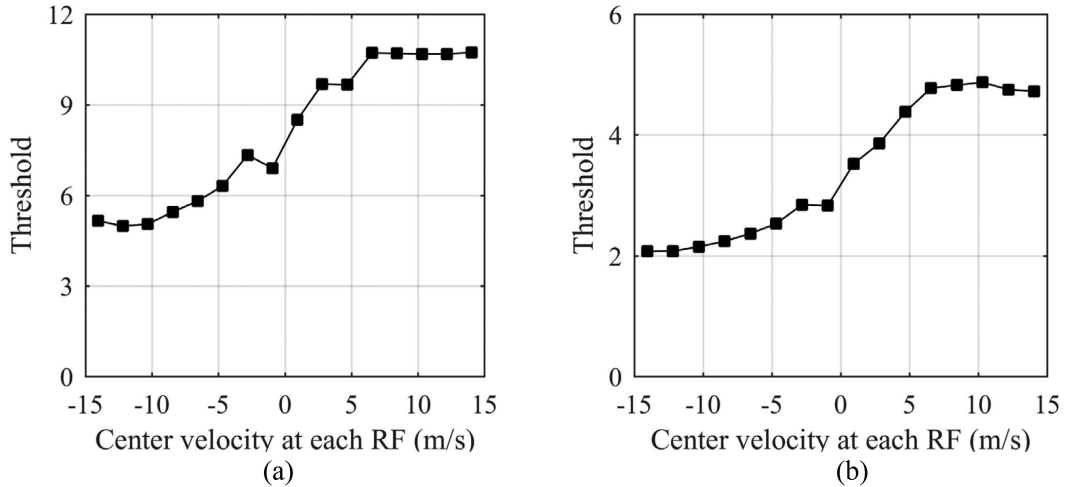 12
9
6
3
0
Threshold
-15 -10 -5 0 5 10 15
Center velocity at each RF (m/s)
(a)
6
4
2
0
Threshold
-15 -10 -5 0 5 10 15
Center velocity at each RF (m/s)
(b)